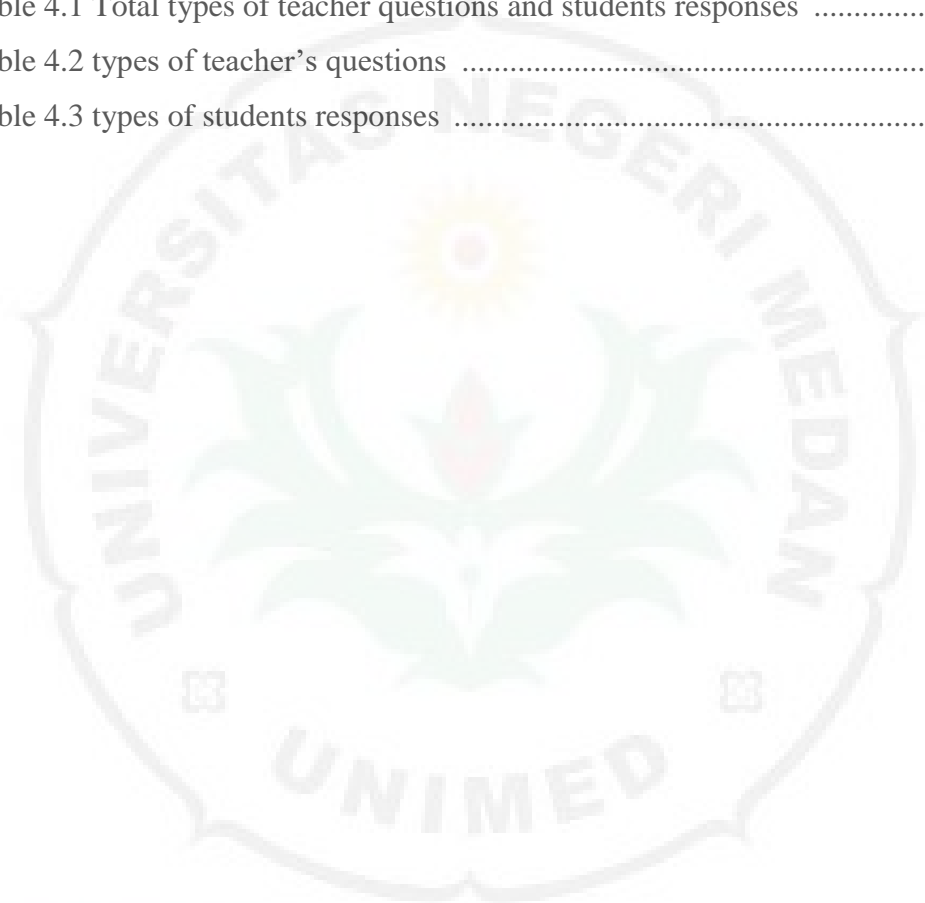 ble 4.1 Total types of teacher questions and students responses ..............
ble 4.2 types of teacher’s questions ......................................................
ble 4.3 types of students responses .......................................................
UNIVERSITAS NEGERI MEDAN
UNIMED